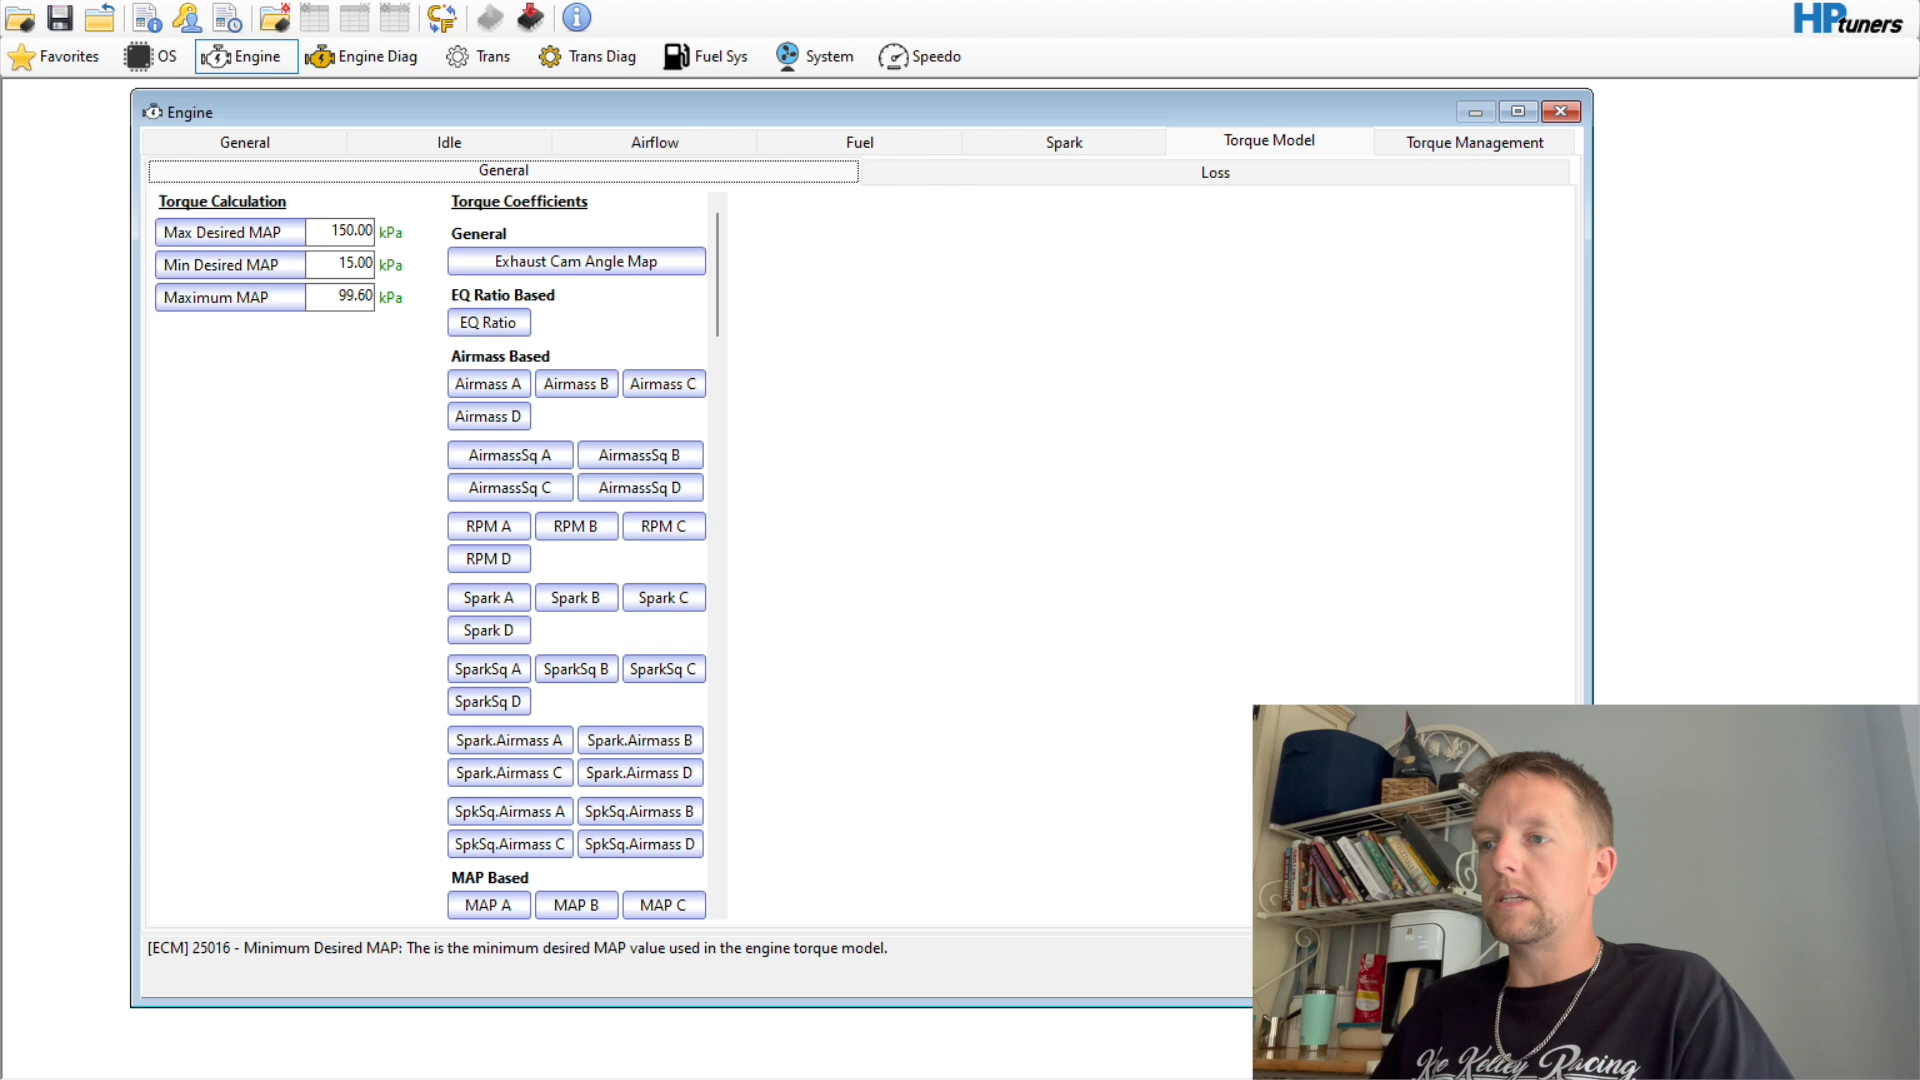 HPtuners
Favorites OS Engine Engine Diag Trans Trans Diag Fuel Sys System Speedo
Engine
General Idle Airflow Fuel Spark Torque Model Torque Management
General Loss
Torque Calculation
Max Desired MAP 150.00 kPa
Min Desired MAP 15.00 kPa
Maximum MAP 99.60 kPa
Torque Coefficients
General
Exhaust Cam Angle Map
EQ Ratio Based
EQ Ratio
Airmass Based
Airmass A Airmass B Airmass C
Airmass D
AirmassSq A AirmassSq B
AirmassSq C AirmassSq D
RPM A RPM B RPM C
RPM D
Spark A Spark B Spark C
Spark D
SparkSq A SparkSq B SparkSq C
SparkSq D
Spark.Airmass A Spark.Airmass B
Spark.Airmass C Spark.Airmass D
SpkSq.Airmass A SpkSq.Airmass B
SpkSq.Airmass C SpkSq.Airmass D
MAP Based
MAP A MAP B MAP C
[ECM] 25016 - Minimum Desired MAP: The is the minimum desired MAP value used in the engine torque model.
Kelley Racing